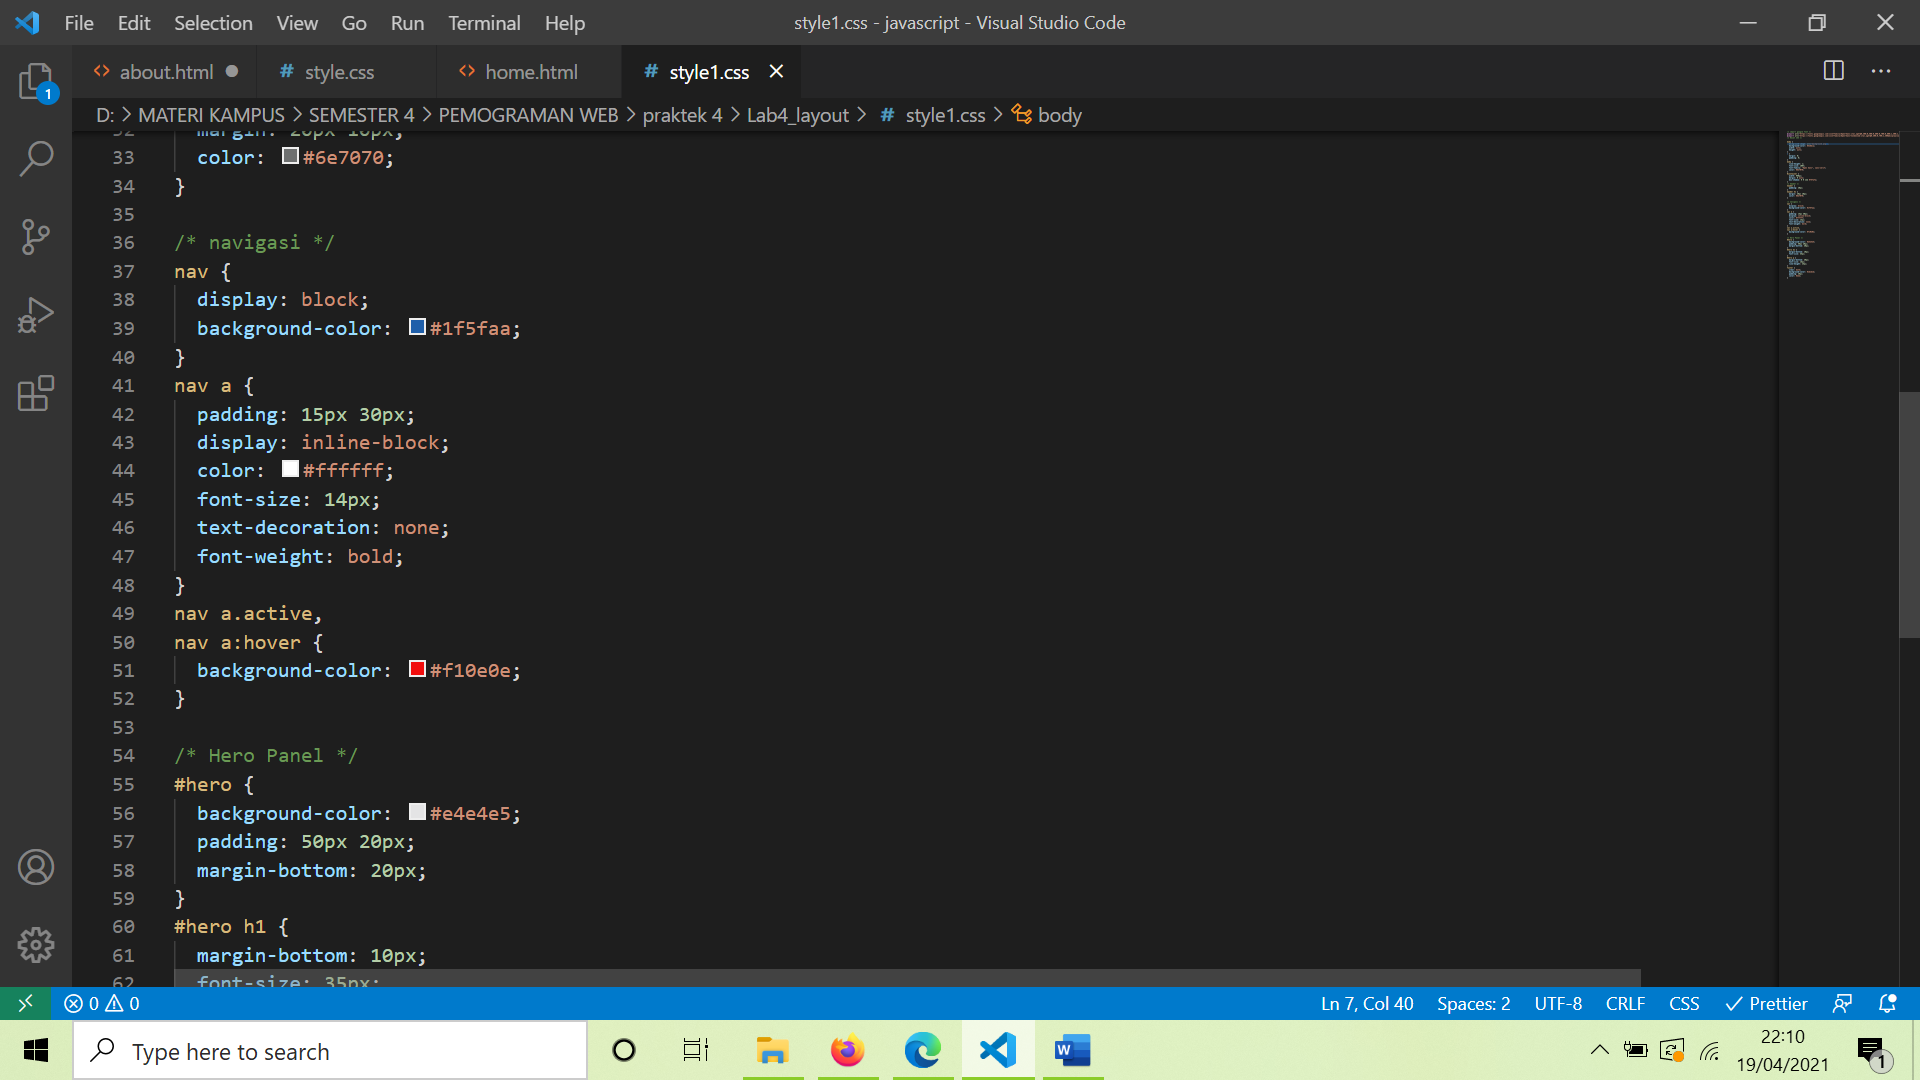 File Edit Selection View Go Run Terminal Help
style1.css - javascript - Visual Studio Code
about.html style.css home.html style1.css
D: > MATERI KAMPUS > SEMESTER 4 > PEMOGRAMAN WEB > praktek 4 > Lab4_layout > # style1.css > body
32 margin: 20px 10px;
33 color: #6e7070;
34 }
35
36 /* navigasi */
37 nav {
38 display: block;
39 background-color: #1f5faa;
40 }
41 nav a {
42 padding: 15px 30px;
43 display: inline-block;
44 color: #ffffff;
45 font-size: 14px;
46 text-decoration: none;
47 font-weight: bold;
48 }
49 nav a.active,
50 nav a:hover {
51 background-color: #f10e0e;
52 }
53
54 /* Hero Panel */
55 #hero {
56 background-color: #e4e4e5;
57 padding: 50px 20px;
58 margin-bottom: 20px;
59 }
60 #hero h1 {
61 margin-bottom: 10px;
62 font-size: 35px;
1
0 0
Ln 7, Col 40 Spaces: 2 UTF-8 CRLF CSS Prettier
Type here to search
22:10
19/04/2021
1